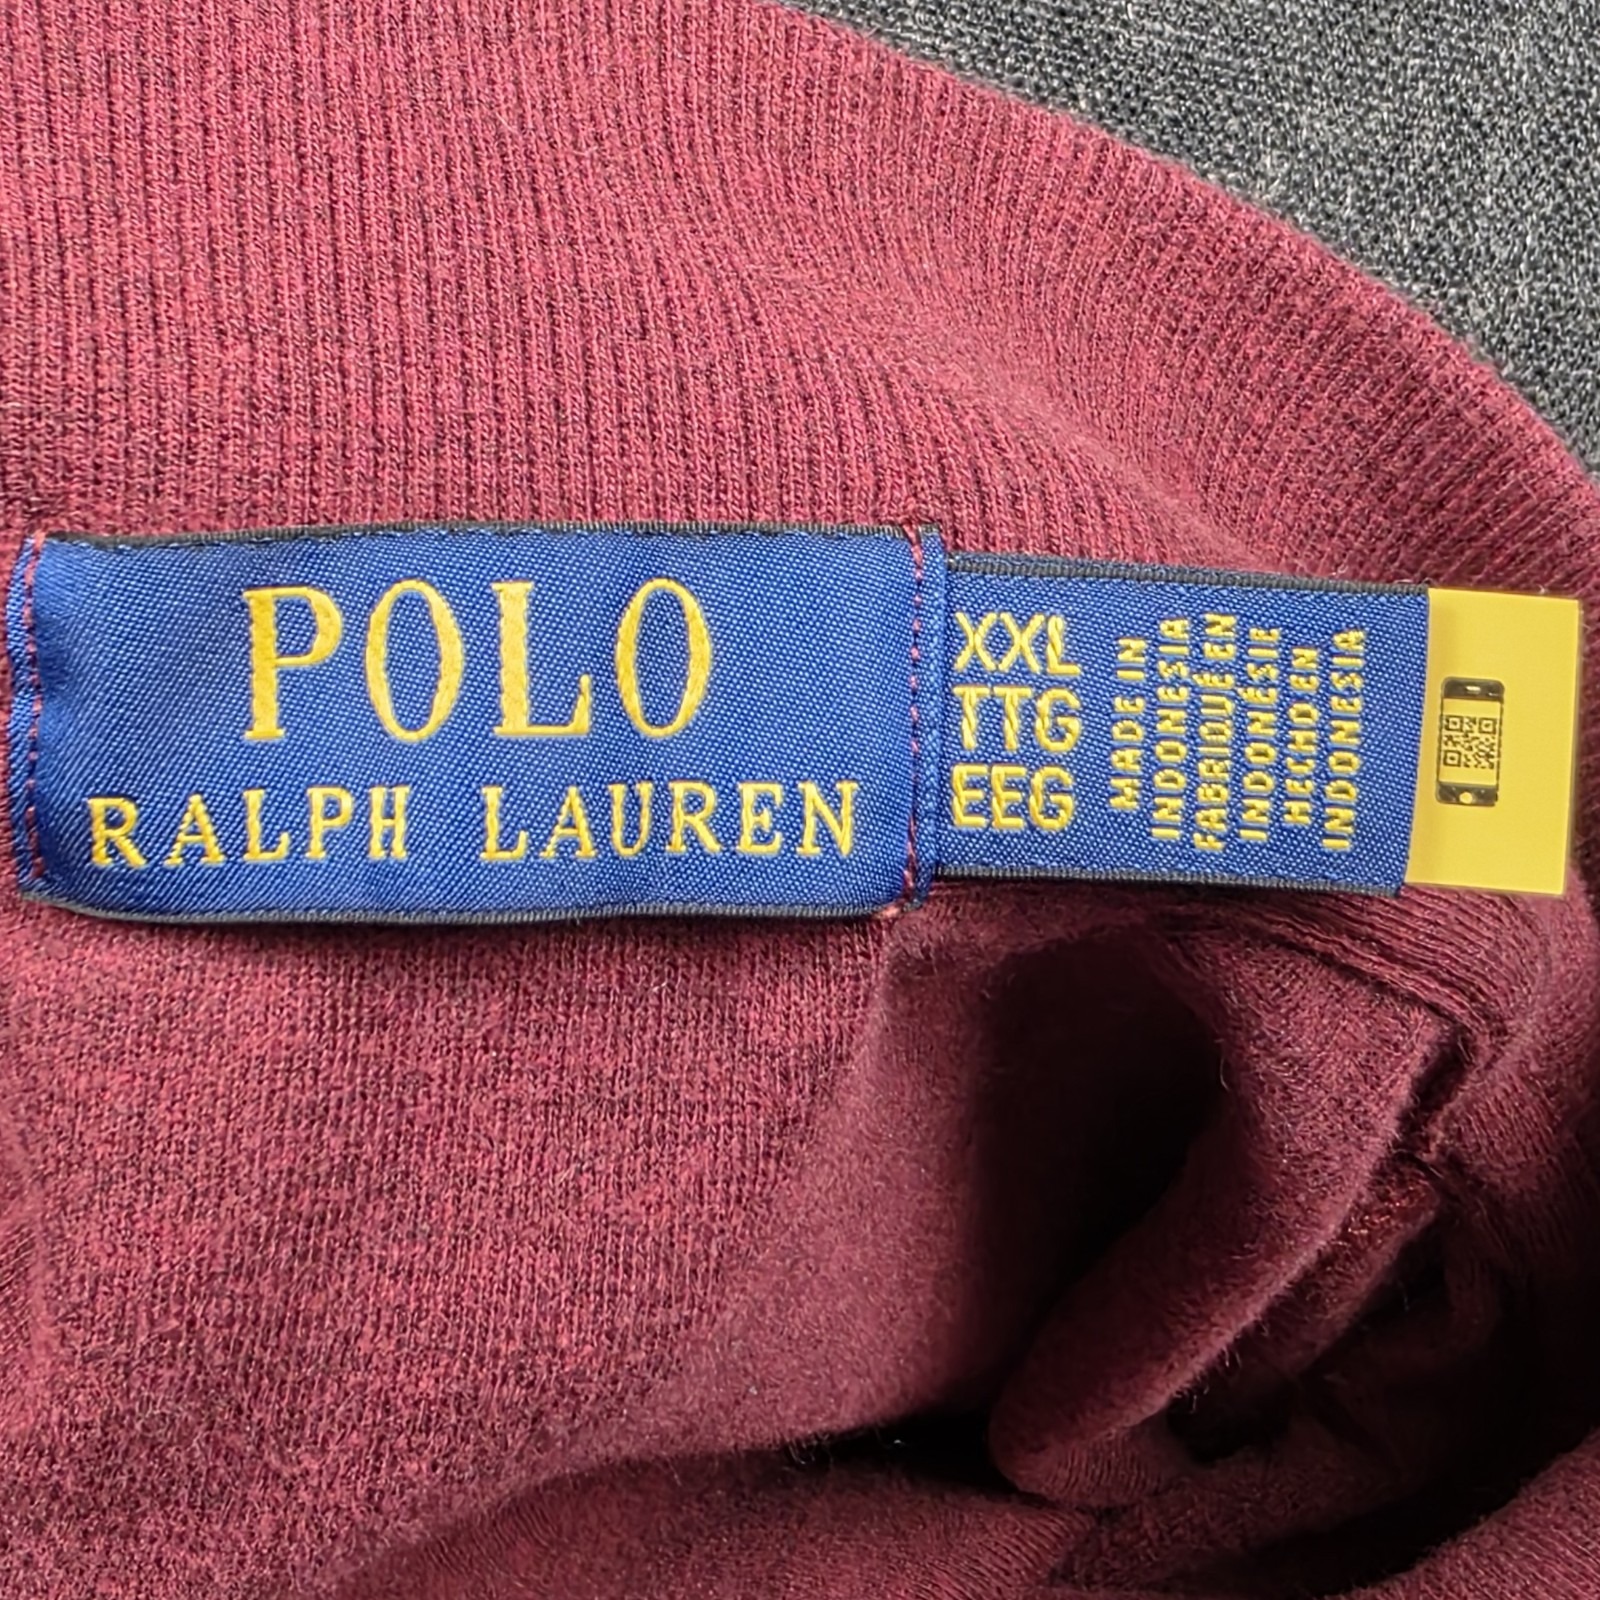 POLO
RALPH LAUREN
XXL
TTG
EEG
MADE IN
INDONESIA
FABRIQUÉ EN
INDONÉSIE
HECHO EN
INDONESIA